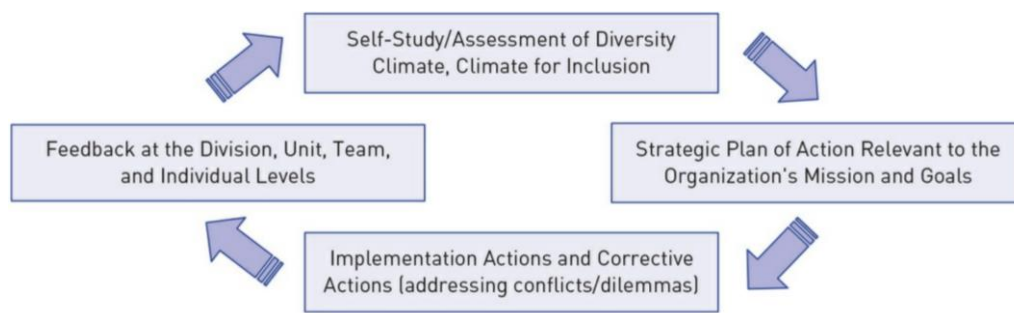 Self-Study/Assessment of Diversity
Climate, Climate for Inclusion
Feedback at the Division, Unit, Team,
and Individual Levels
Strategic Plan of Action Relevant to the
Organization's Mission and Goals
Implementation Actions and Corrective
Actions (addressing conflicts/dilemmas)